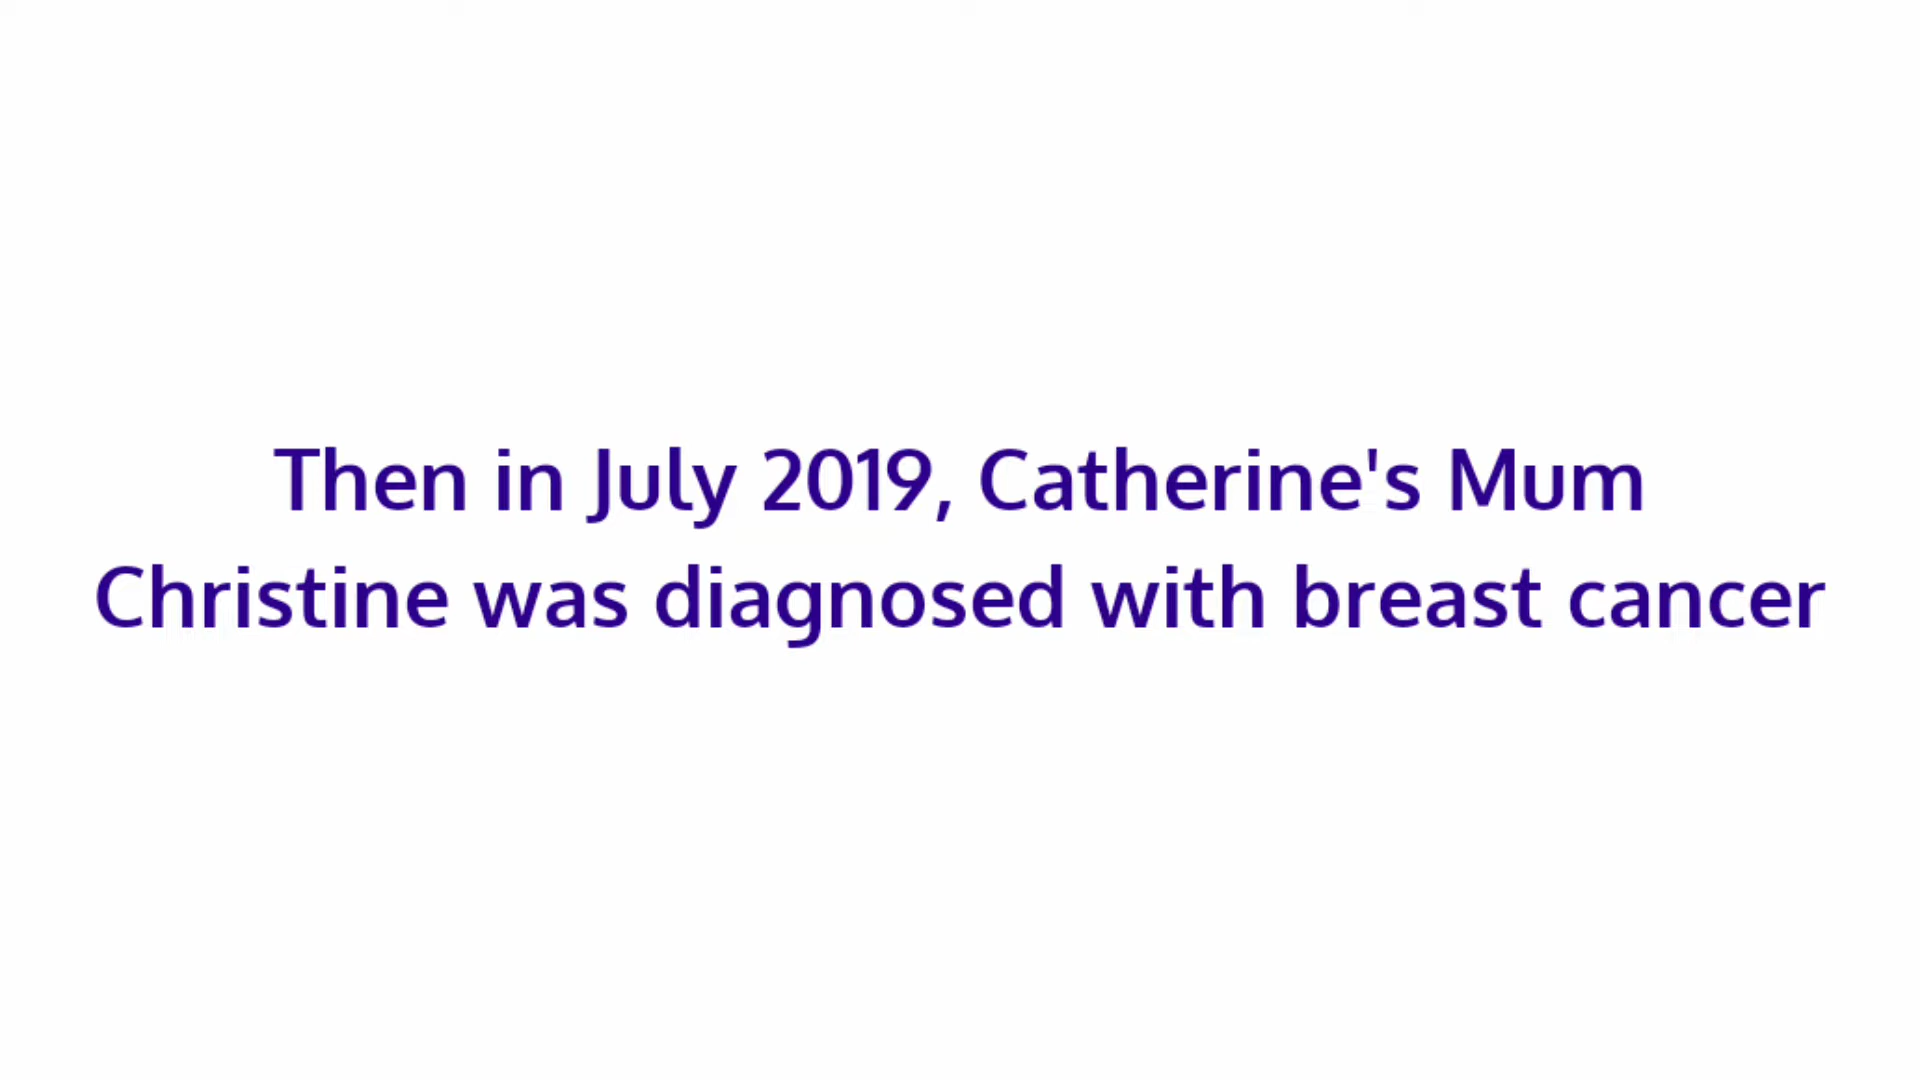 Then in July 2019, Catherine's Mum
Christine was diagnosed with breast cancer